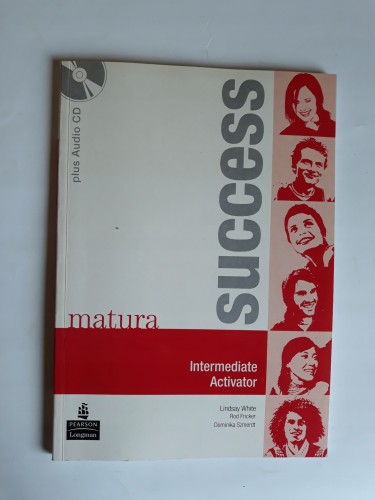 plus Audio CD
success
matura
Intermediate
Activator
Lindsay White
Rod Fricker
Dominika Szmerdt
PEARSON
Longman